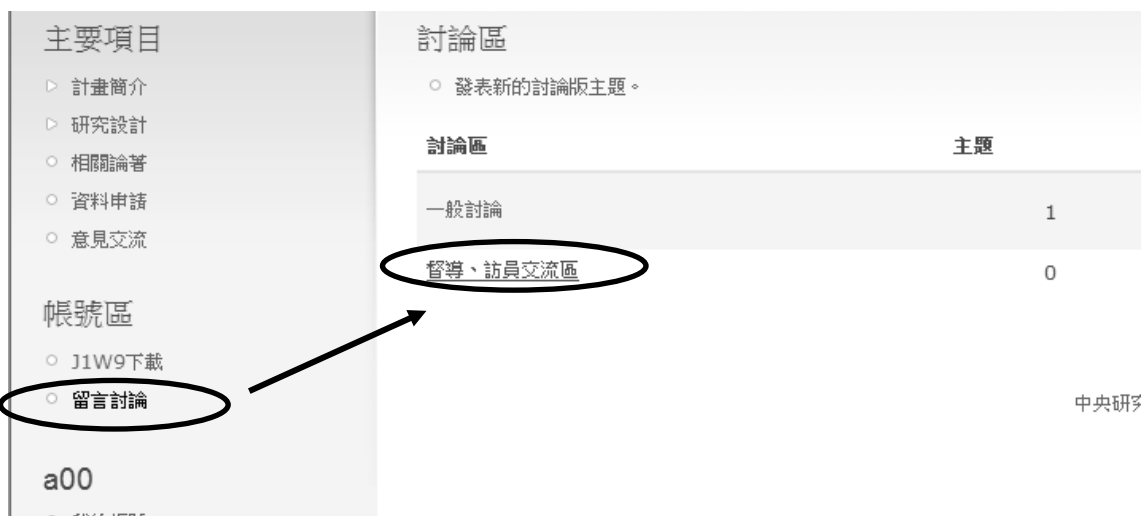 主要項目
計畫簡介
研究設計
相關論著
資料申請
意見交流
帳號區
J1W9下載
留言討論
a00
討論區
發表新的討論版主題。
討論區 主題
一般討論 1
督導、訪員交流區 0
中央研